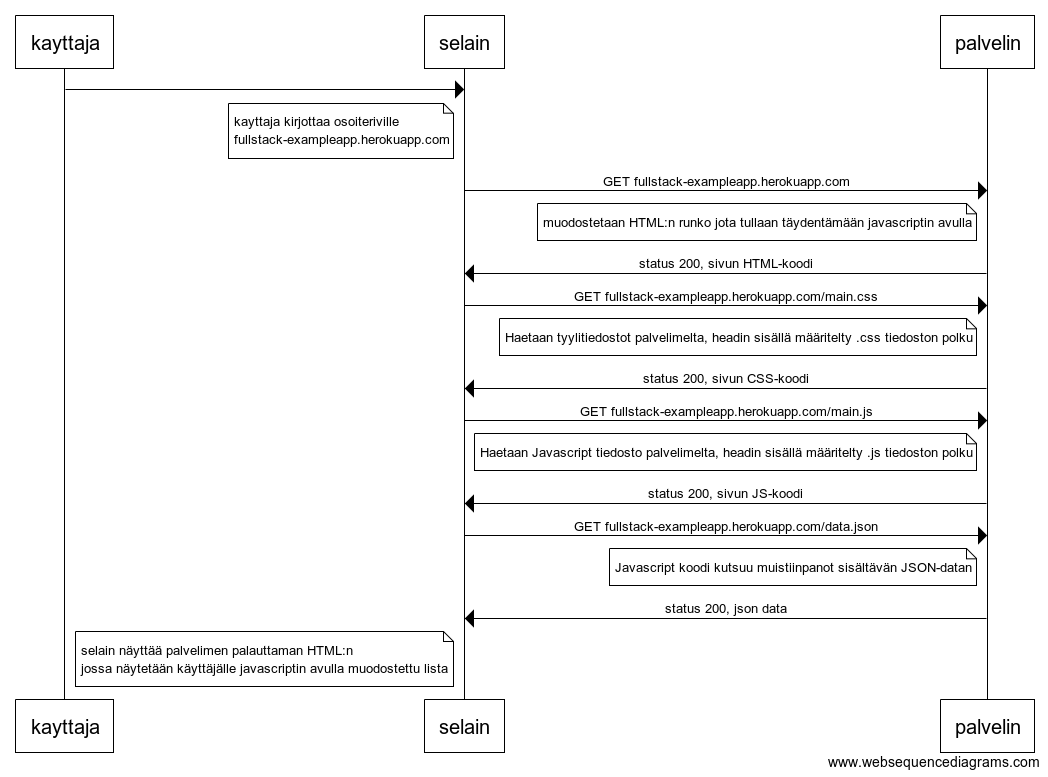 kayttaja
selain
palvelin
kayttaja kirjottaa osoiteriville
fullstack-exampleapp.herokuapp.com
GET fullstack-exampleapp.herokuapp.com
muodostetaan HTML:n runko jota tullaan täydentämään javascriptin avulla
status 200, sivun HTML-koodi
GET fullstack-exampleapp.herokuapp.com/main.css
Haetaan tyylitiedostot palvelimelta, headin sisällä määritelty .css tiedoston polku
status 200, sivun CSS-koodi
GET fullstack-exampleapp.herokuapp.com/main.js
Haetaan Javascript tiedosto palvelimelta, headin sisällä määritelty .js tiedoston polku
status 200, sivun JS-koodi
GET fullstack-exampleapp.herokuapp.com/data.json
Javascript koodi kutsuu muistiinpanot sisältävän JSON-datan
status 200, json data
selain näyttää palvelimen palauttaman HTML:n
jossa näytetään käyttäjälle javascriptin avulla muodostettu lista
kayttaja
selain
palvelin
www.websequencediagrams.com